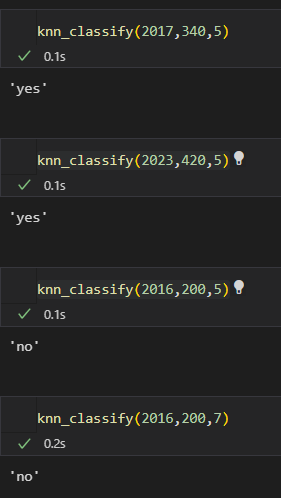 knn_classify(2017,340,5)
0.1s
'yes'
knn_classify(2023,420,5)
0.1s
'yes'
knn_classify(2016,200,5)
0.1s
'no'
knn_classify(2016,200,7)
0.2s
'no'